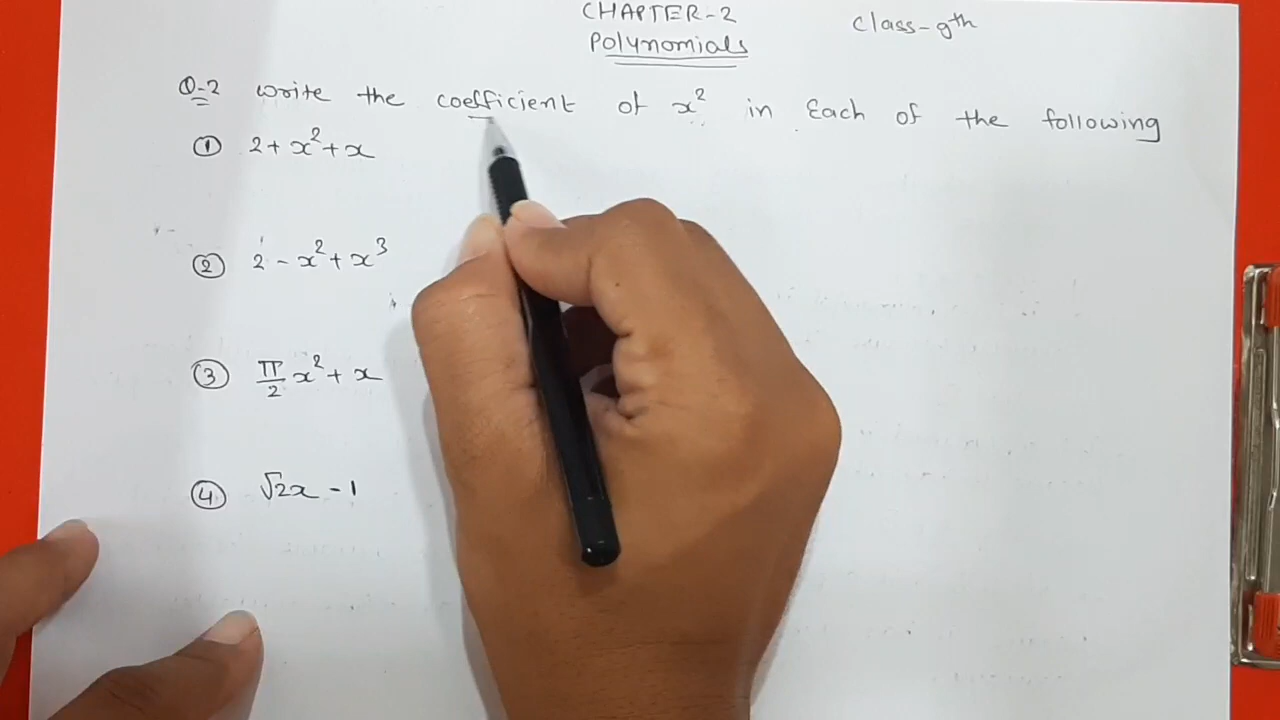 CHAPTER-2
Class-9th
Polynomials
Q-2 write the coefficient of x² in Each of the following
① 2 + x² + x
② 2 - x² + x³
③ π/2 x² + x
④ √2x - 1